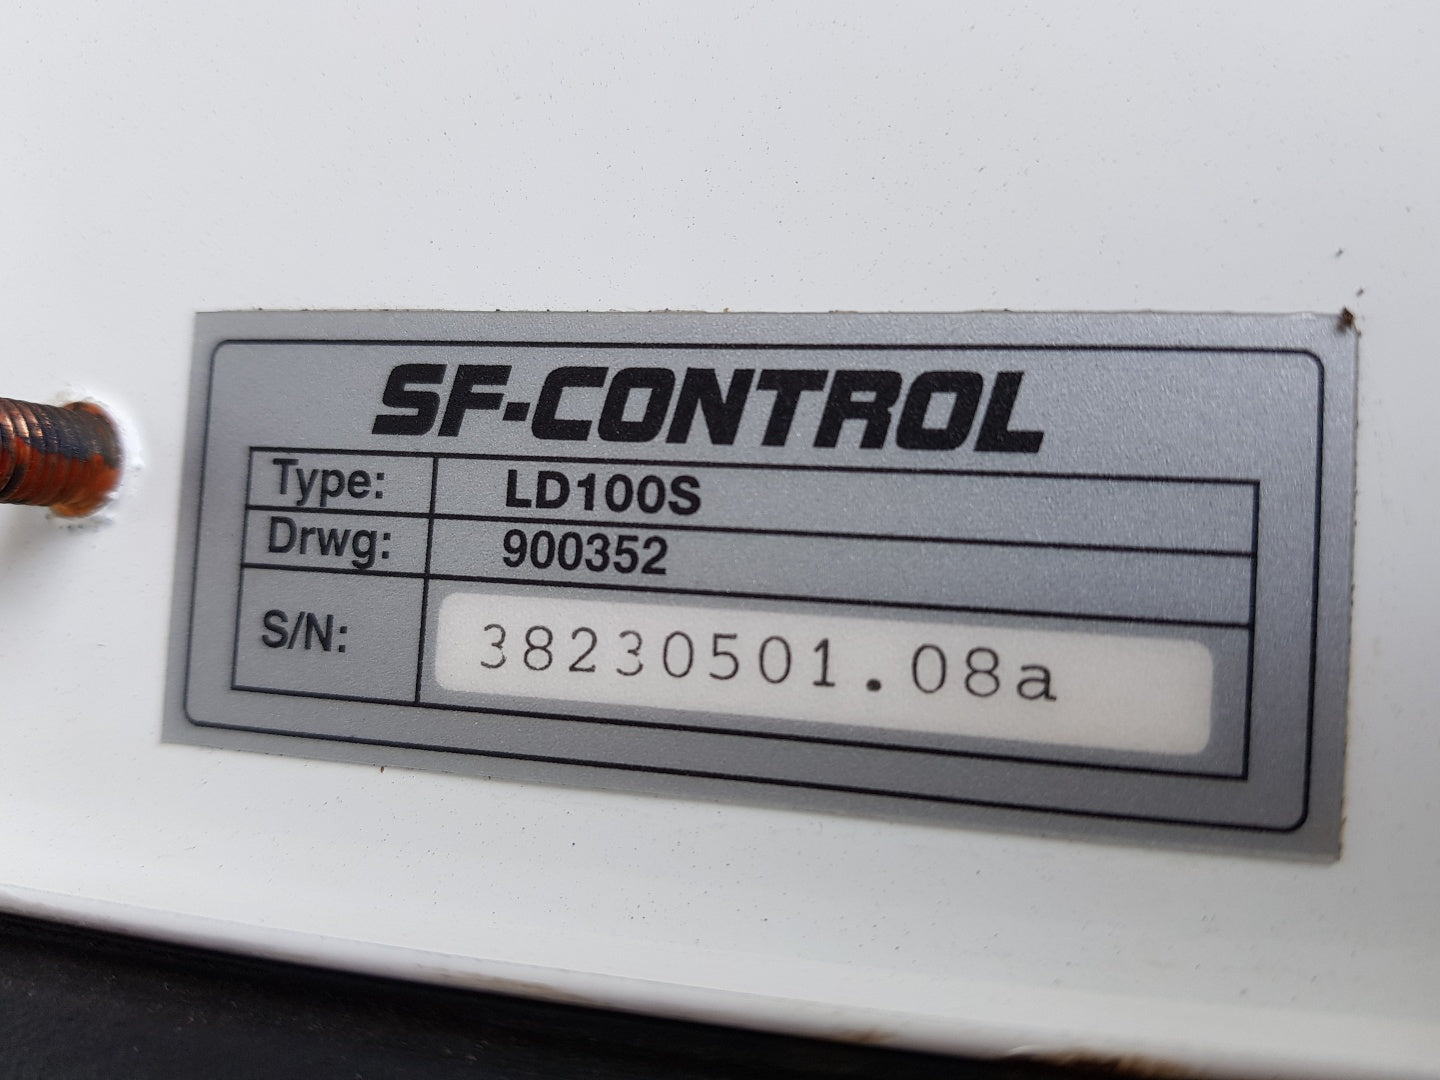 SF-CONTROL
Type: LD100S
Drwg: 900352
S/N: 38230501.08a